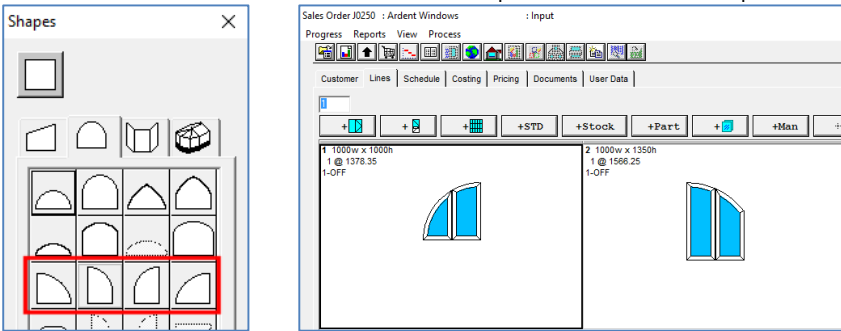 Shapes
Sales Order J0250 : Ardent Windows : Input
Progress Reports View Process
Customer Lines Schedule Costing Pricing Documents User Data
1
+ + + +STD +Stock +Part + +Man
1 1000w x 1000h
1 @ 1378.35
1-OFF
2 1000w x 1350h
1 @ 1566.25
1-OFF